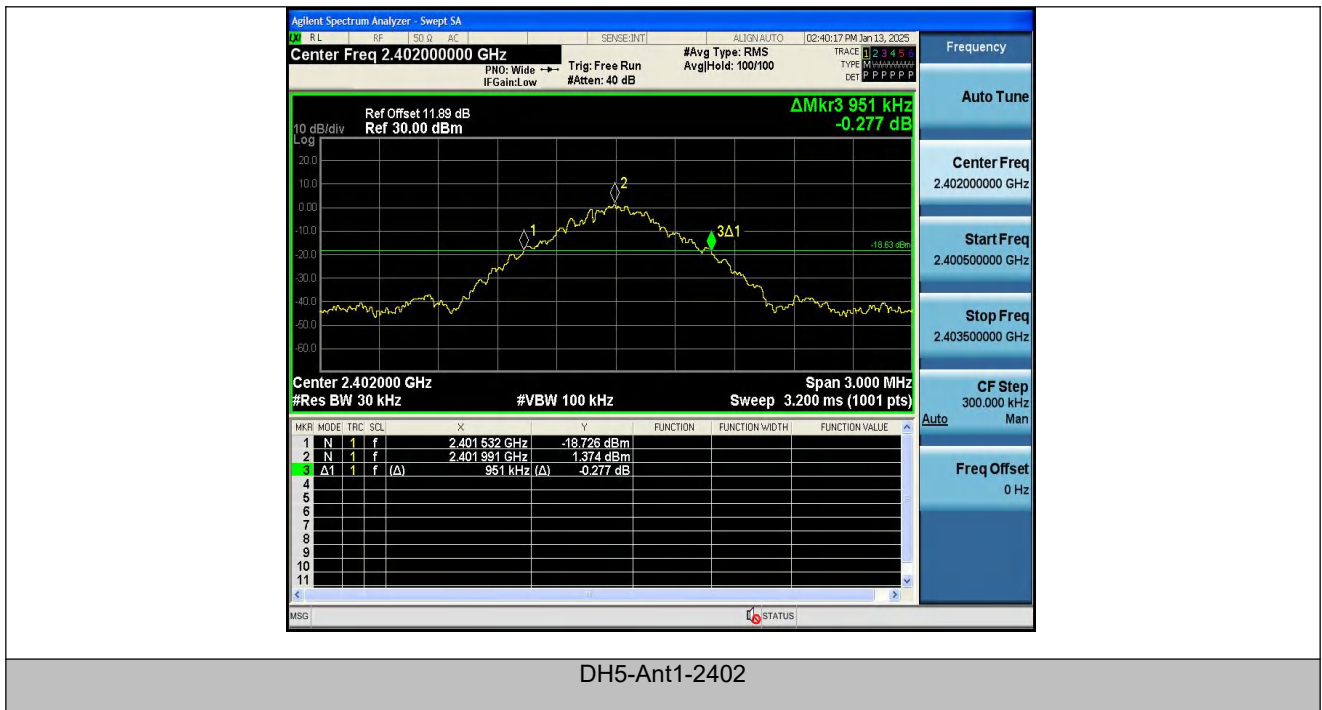 Agilent Spectrum Analyzer - Swept SA
LXI RL RF 50 Ω AC SENSE:INT ALIGN AUTO 02:40:17 PM Jan 13, 2025
Center Freq 2.402000000 GHz
PNO: Wide
IFGain:Low
Trig: Free Run
#Atten: 40 dB
#Avg Type: RMS
Avg|Hold: 100/100
TRACE 1 2 3 4 5 6
TYPE M
DET P P P P P P
ΔMkr3 951 kHz
-0.277 dB
Ref Offset 11.89 dB
10 dB/div Ref 30.00 dBm
Log
20.0
10.0
0.00
-10.0
-20.0
-30.0
-40.0
-50.0
-60.0
1
2
3Δ1
-18.63 dBm
Center 2.402000 GHz Span 3.000 MHz
#Res BW 30 kHz #VBW 100 kHz Sweep 3.200 ms (1001 pts)
MKR MODE TRC SCL X Y FUNCTION FUNCTION WIDTH FUNCTION VALUE
1 N 1 f 2.401 532 GHz -18.726 dBm
2 N 1 f 2.401 991 GHz 1.374 dBm
3 Δ1 1 f (Δ) 951 kHz (Δ) -0.277 dB
4
5
6
7
8
9
10
11
MSG STATUS
Frequency
Auto Tune
Center Freq
2.402000000 GHz
Start Freq
2.400500000 GHz
Stop Freq
2.403500000 GHz
CF Step
300.000 kHz
Auto Man
Freq Offset
0 Hz
DH5-Ant1-2402